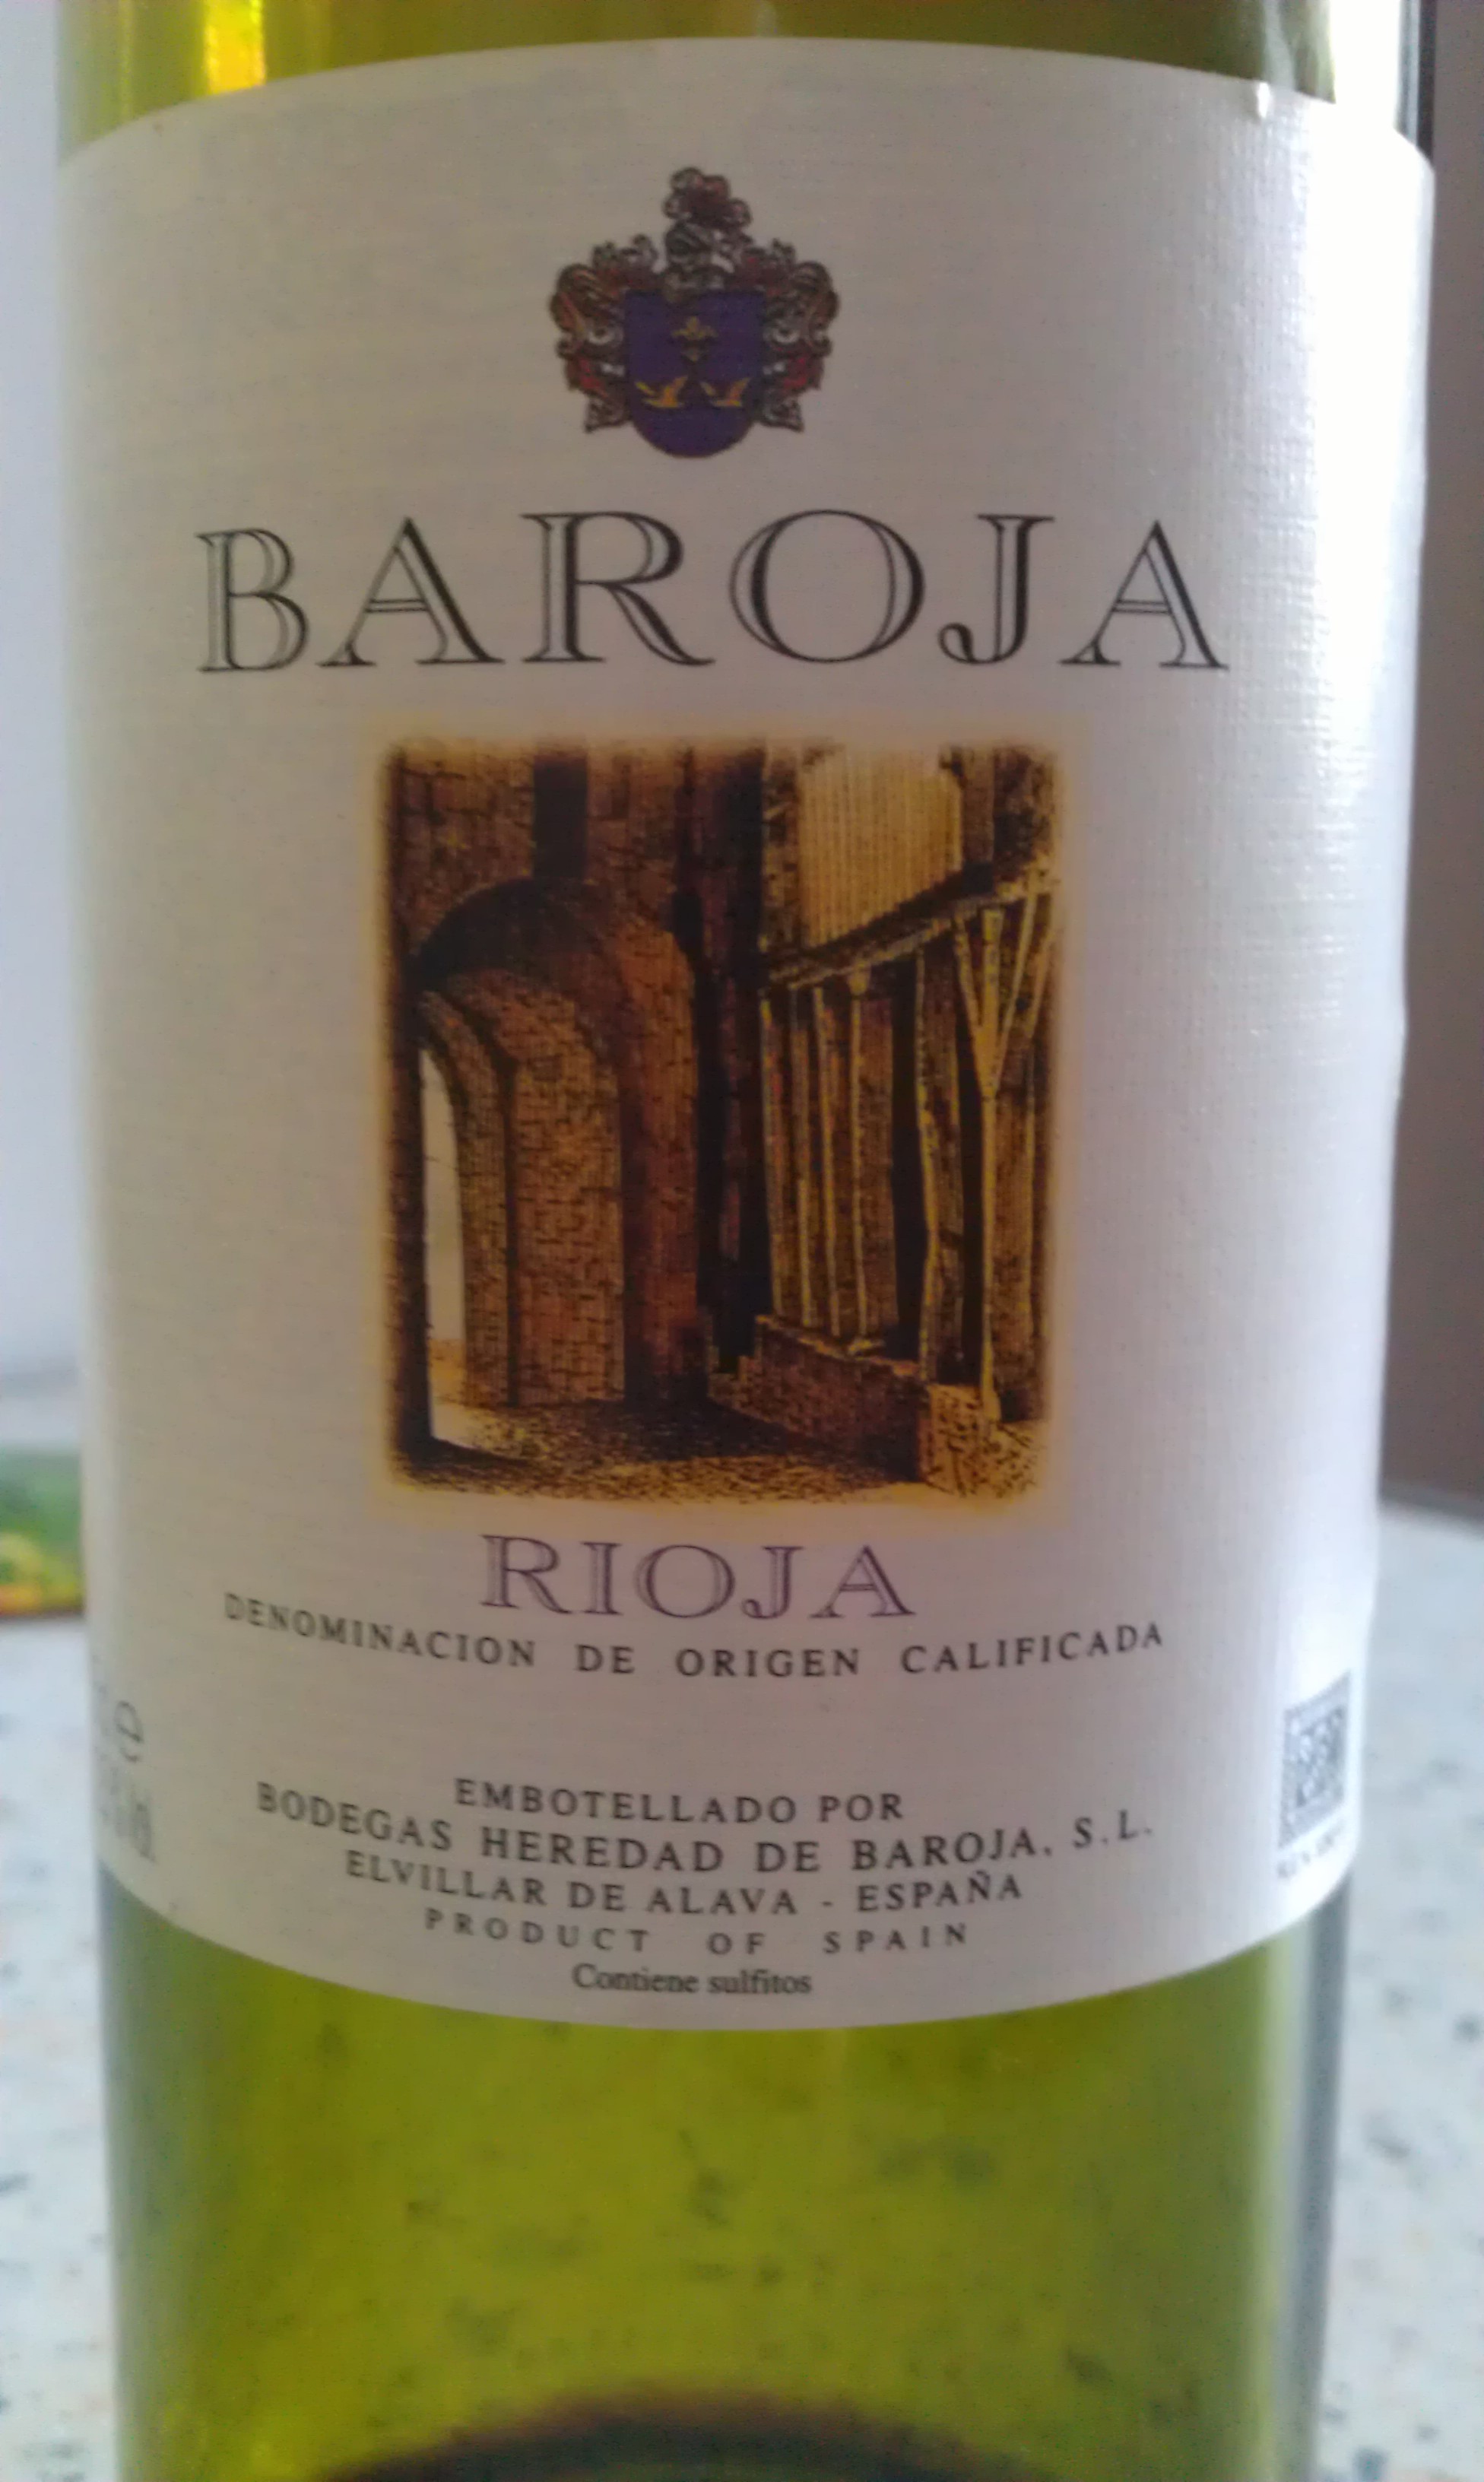 BAROJA
RIOJA
DENOMINACION DE ORIGEN CALIFICADA
EMBOTELLADO POR
BODEGAS HEREDAD DE BAROJA, S.L.
ELVILLAR DE ALAVA - ESPAÑA
PRODUCT OF SPAIN
Contiene sulfitos